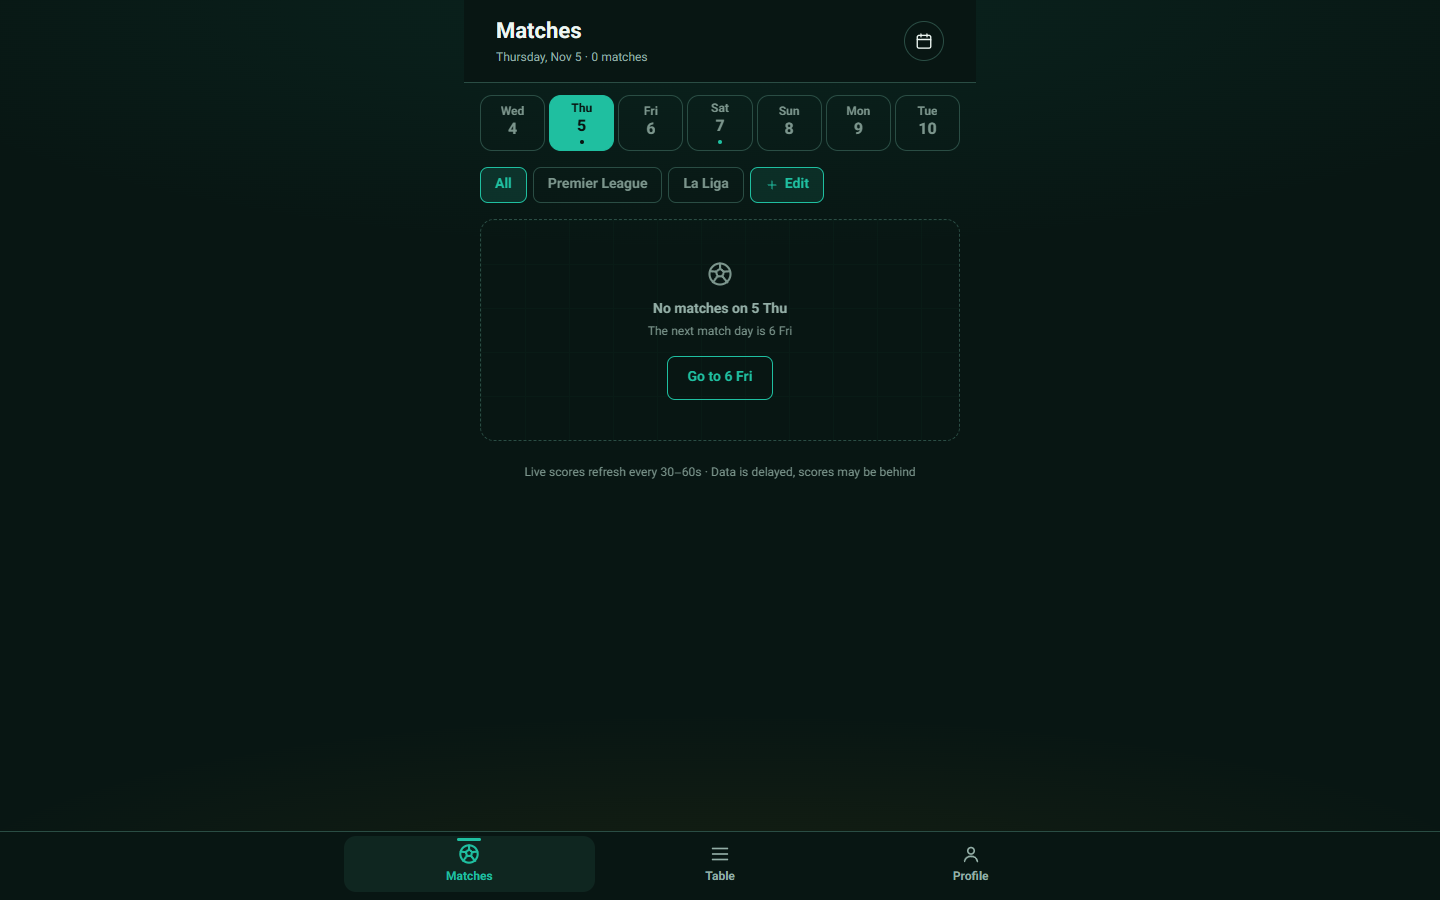 Matches
Thursday, Nov 5 · 0 matches
Wed
4
Thu
5
Fri
6
Sat
7
Sun
8
Mon
9
Tue
10
All
Premier League
La Liga
+ Edit
No matches on 5 Thu
The next match day is 6 Fri
Go to 6 Fri
Live scores refresh every 30–60s · Data is delayed, scores may be behind
Matches
Table
Profile